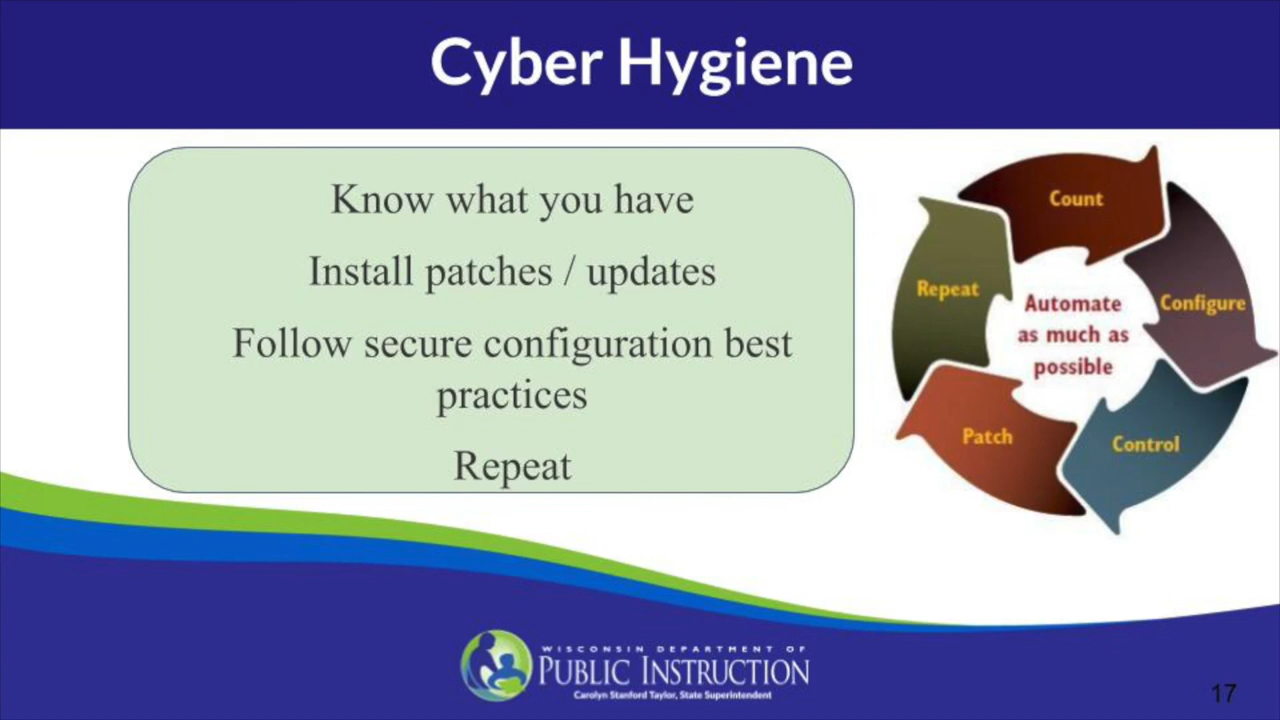 Cyber Hygiene
Know what you have
Install patches / updates
Follow secure configuration best
practices
Repeat
Count
Configure
Control
Patch
Repeat
Automate
as much as
possible
WISCONSIN DEPARTMENT OF
PUBLIC INSTRUCTION
Carolyn Stanford Taylor, State Superintendent
17